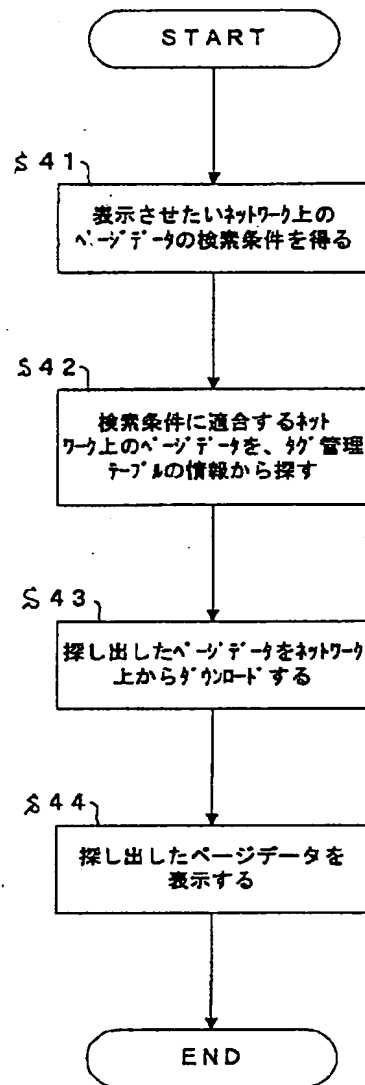 START
S41
表示させたいネットワーク上の
ページデータの検索条件を得る
S42
検索条件に適合するネット
ワーク上のページデータを、タグ管理
テーブルの情報から探す
S43
探し出したページデータをネットワーク
上からダウンロードする
S44
探し出したページデータを
表示する
END